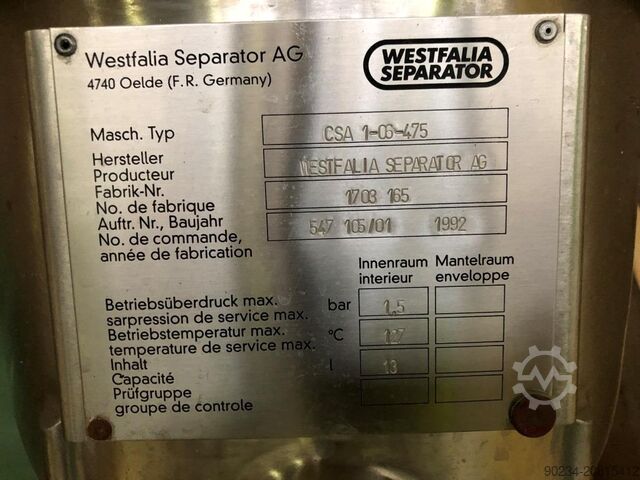 Westfalia Separator AG
4740 Oelde (F.R. Germany)
WESTFALIA
SEPARATOR
Masch. Typ CSA 1-06-475
Hersteller WESTFALIA SEPARATOR AG
Producteur
Fabrik-Nr. 1703 165
No. de fabrique
Auftr. Nr., Baujahr 547 105/01 1992
No. de commande,
année de fabrication
Innenraum Mantelraum
interieur enveloppe
Betriebsüberdruck max. bar 1,5
sarpression de service max.
Betriebstemperatur max. °C 127
temperature de service max.
Inhalt l 13
Capacité
Prüfgruppe
groupe de controle